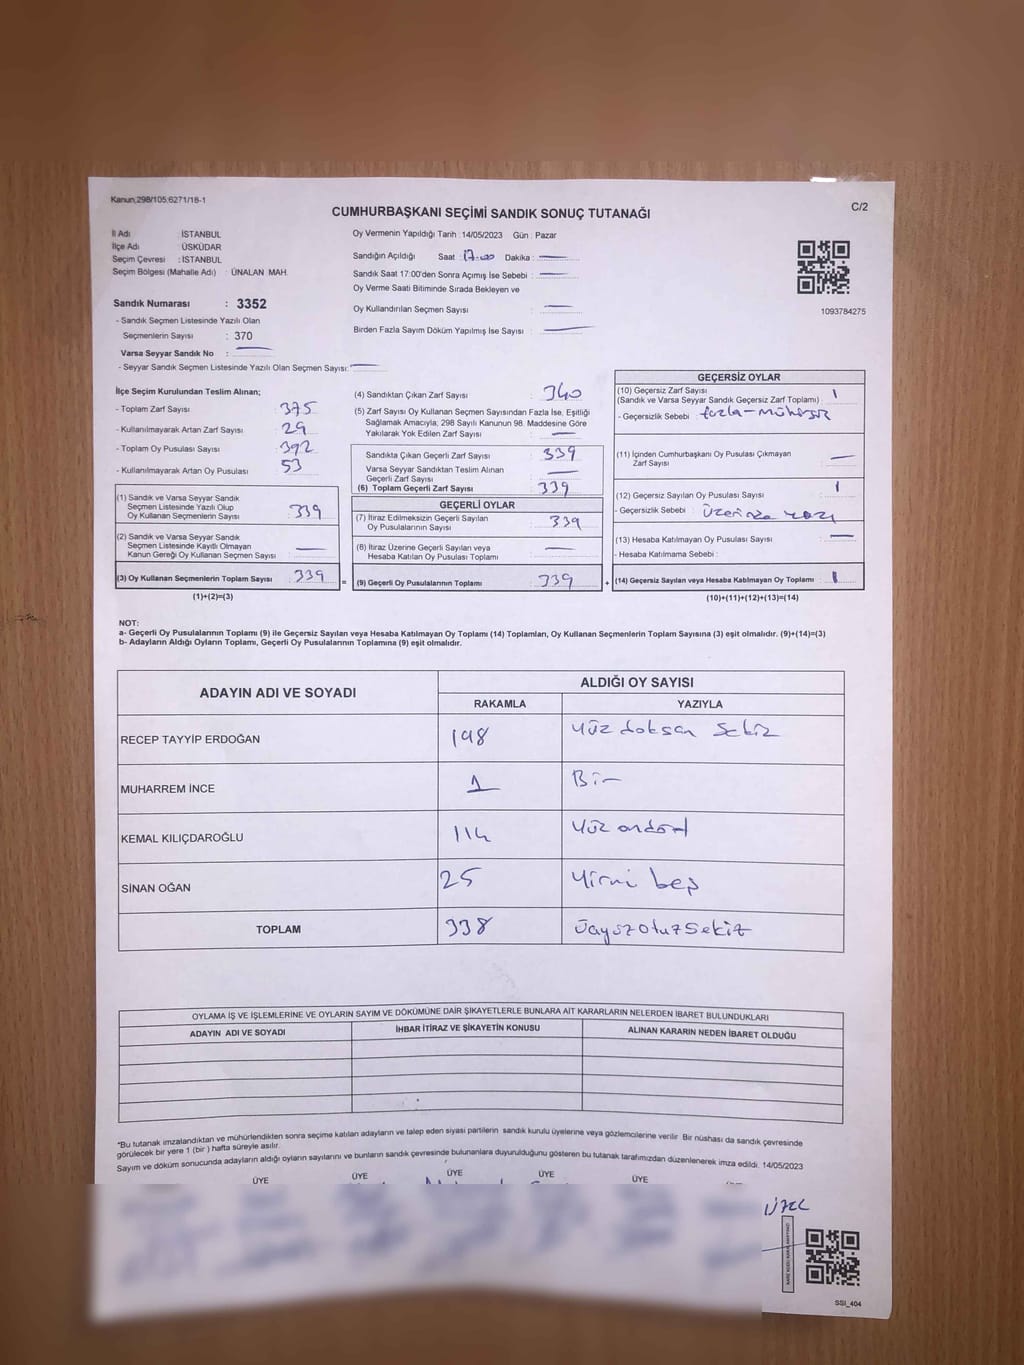 Kanun;298/105;6271/18-1
C/2
CUMHURBAŞKANI SEÇİMİ SANDIK SONUÇ TUTANAĞI
İl Adı : İSTANBUL
İlçe Adı : ÜSKÜDAR
Seçim Çevresi : İSTANBUL
Seçim Bölgesi (Mahalle Adı) : ÜNALAN MAH.
Sandık Numarası : 3352
- Sandık Seçmen Listesinde Yazılı Olan
Seçmenlerin Sayısı : 370
Varsa Seyyar Sandık No :
- Seyyar Sandık Seçmen Listesinde Yazılı Olan Seçmen Sayısı:
Oy Vermenin Yapıldığı Tarih : 14/05/2023 Gün : Pazar
Sandığın Açıldığı Saat : 17.00 Dakika :
Sandık Saat 17:00'den Sonra Açımış İse Sebebi :
Oy Verme Saati Bitiminde Sırada Bekleyen ve
Oy Kullandırılan Seçmen Sayısı :
Birden Fazla Sayım Döküm Yapılmış İse Sayısı :
1093784275
İlçe Seçim Kurulundan Teslim Alınan;
- Toplam Zarf Sayısı : 375
- Kullanılmayarak Artan Zarf Sayısı : 29
- Toplam Oy Pusulası Sayısı : 392
- Kullanılmayarak Artan Oy Pusulası : 53
(1) Sandık ve Varsa Seyyar Sandık
Seçmen Listesinde Yazılı Olup
Oy Kullanan Seçmenlerin Sayısı : 339
(2) Sandık ve Varsa Seyyar Sandık
Seçmen Listesinde Kayıtlı Olmayan
Kanun Gereği Oy Kullanan Seçmen Sayısı :
(3) Oy Kullanan Seçmenlerin Toplam Sayısı : 339 =
(1)+(2)=(3)
(4) Sandıktan Çıkan Zarf Sayısı : 340
(5) Zarf Sayısı Oy Kullanan Seçmen Sayısından Fazla İse, Eşitliği
Sağlamak Amacıyla; 298 Sayılı Kanunun 98. Maddesine Göre
Yakılarak Yok Edilen Zarf Sayısı :
Sandıkta Çıkan Geçerli Zarf Sayısı : 339
Varsa Seyyar Sandıktan Teslim Alınan
Geçerli Zarf Sayısı :
(6) Toplam Geçerli Zarf Sayısı : 339
GEÇERLİ OYLAR
(7) İtiraz Edilmeksizin Geçerli Sayılan
Oy Pusulalarının Sayısı : 339
(8) İtiraz Üzerine Geçerli Sayılan veya
Hesaba Katılan Oy Pusulası Toplamı :
(9) Geçerli Oy Pusulalarının Toplamı : 339 +
GEÇERSİZ OYLAR
(10) Geçersiz Zarf Sayısı
(Sandık ve Varsa Seyyar Sandık Geçersiz Zarf Toplamı) : 1
- Geçersizlik Sebebi : fazla-mühürsüz
(11) İçinden Cumhurbaşkanı Oy Pusulası Çıkmayan
Zarf Sayısı :
(12) Geçersiz Sayılan Oy Pusulası Sayısı : 1
- Geçersizlik Sebebi : üzerinde yazı
(13) Hesaba Katılmayan Oy Pusulası Sayısı :
- Hesaba Katılmama Sebebi :
(14) Geçersiz Sayılan veya Hesaba Katılmayan Oy Toplamı : 1
(10)+(11)+(12)+(13)=(14)
NOT:
a- Geçerli Oy Pusulalarının Toplamı (9) ile Geçersiz Sayılan veya Hesaba Katılmayan Oy Toplamı (14) Toplamları, Oy Kullanan Seçmenlerin Toplam Sayısına (3) eşit olmalıdır. (9)+(14)=(3)
b- Adayların Aldığı Oyların Toplamı, Geçerli Oy Pusulalarının Toplamına (9) eşit olmalıdır.
ADAYIN ADI VE SOYADI
ALDIĞI OY SAYISI
RAKAMLA YAZIYLA
RECEP TAYYİP ERDOĞAN 198 Yüz doksan Sekiz
MUHARREM İNCE 1 Bir
KEMAL KILIÇDAROĞLU 114 Yüz ondört
SİNAN OĞAN 25 Yirmi beş
TOPLAM 338 üçyüzotuzsekiz
OYLAMA İŞ VE İŞLEMLERİNE VE OYLARIN SAYIM VE DÖKÜMÜNE DAİR ŞİKAYETLERLE BUNLARA AİT KARARLARIN NELERDEN İBARET BULUNDUKLARI
ADAYIN ADI VE SOYADI İHBAR İTİRAZ VE ŞİKAYETİN KONUSU ALINAN KARARIN NEDEN İBARET OLDUĞU
*Bu tutanak imzalandıktan ve mühürlendikten sonra seçime katılan adayların ve talep eden siyasi partilerin sandık kurulu üyelerine veya gözlemcilerine verilir. Bir nüshası da sandık çevresinde
görülecek bir yere 1 (bir ) hafta süreyle asılır.
Sayım ve döküm sonucunda adayların aldığı oyların sayılarını ve bunların sandık çevresinde bulunanlara duyurulduğunu gösteren bu tutanak tarafımızdan düzenlenerek imza edildi. 14/05/2023
ÜYE ÜYE ÜYE ÜYE ÜYE
SSI_404